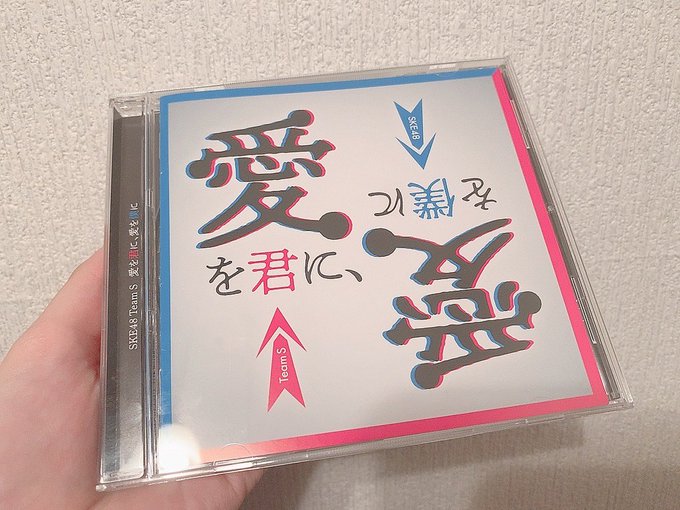 SKE48 Team S 愛を君に、愛を僕に
愛
を君に、
Team S
SKE48
愛
を僕に